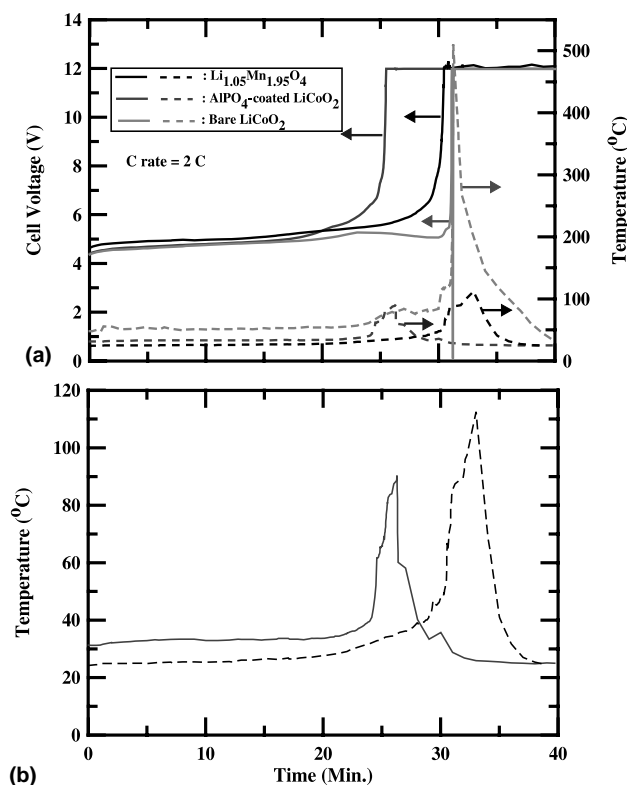 14
12
10
8
6
4
2
0
Cell Voltage (V)
Li1.05Mn1.95O4
: AlPO4-coated LiCoO2
: Bare LiCoO2
C rate = 2 C
500
400
300
200
100
0
Temperature (°C)
(a)
120
100
80
60
40
20
0
Temperature (°C)
0
10
20
30
40
Time (Min.)
(b)